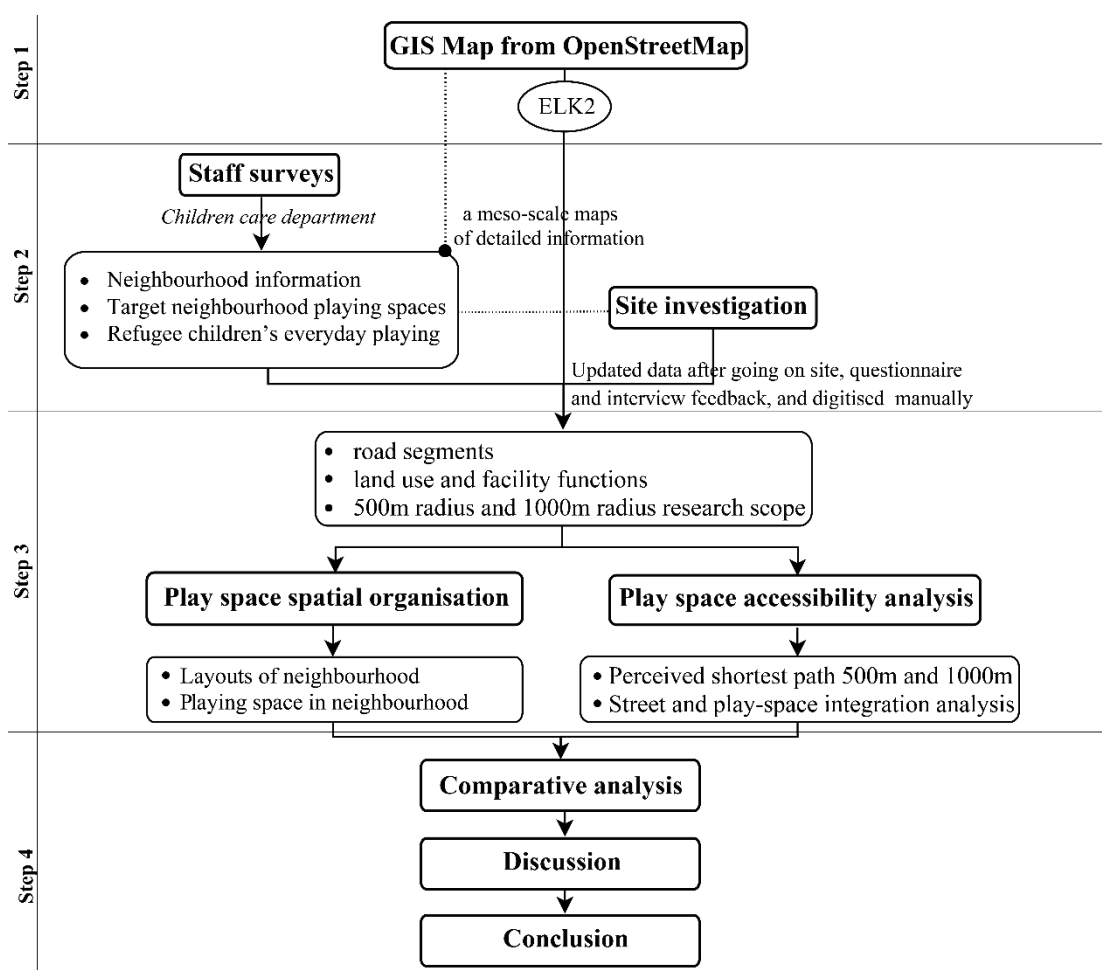 Step 1
GIS Map from OpenStreetMap
ELK2
Step 2
Staff surveys
Children care department
a meso-scale maps
of detailed information
• Neighbourhood information
• Target neighbourhood playing spaces
• Refugee children's everyday playing
Site investigation
Updated data after going on site, questionnaire
and interview feedback, and digitised manually
Step 3
• road segments
• land use and facility functions
• 500m radius and 1000m radius research scope
Play space spatial organisation
Play space accessibility analysis
• Layouts of neighbourhood
• Playing space in neighbourhood
• Perceived shortest path 500m and 1000m
• Street and play-space integration analysis
Step 4
Comparative analysis
Discussion
Conclusion